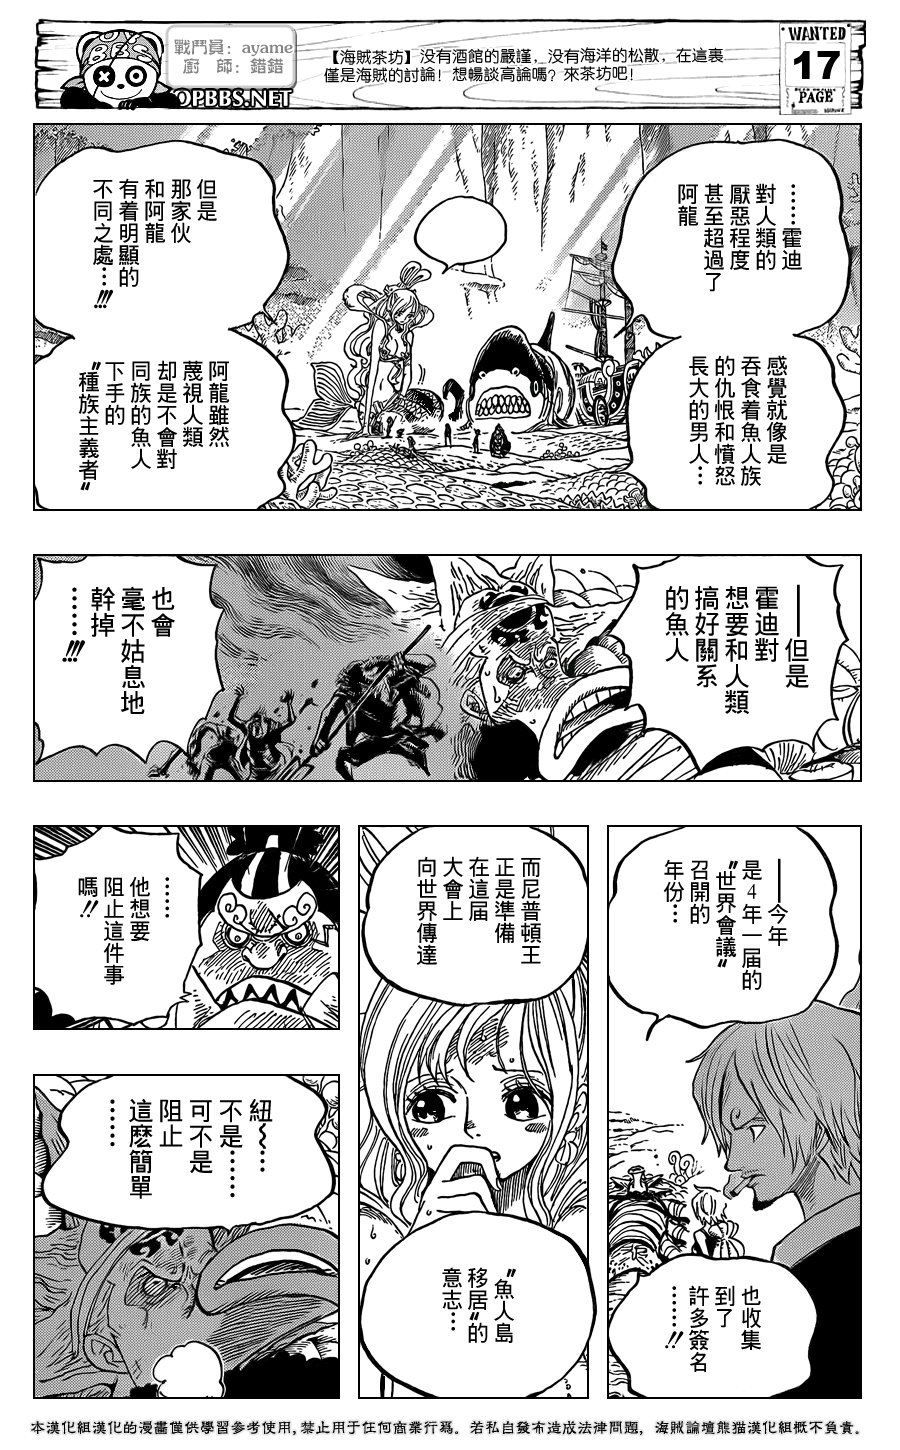 戰鬥員：ayame
廚　師：錯錯
OPBBS.NET
【海賊茶坊】没有酒館的嚴謹，没有海洋的松散，在這裏
僅是海賊的討論！想暢談高論嗎？來茶坊吧！
WANTED
17
PAGE
……霍迪
對人類的
厭惡程度
甚至超過了
阿龍
感覺就像是
吞食着魚人族
的仇恨和憤怒
長大的男人…
但是
那家伙
和阿龍
有着明顯的
不同之處…!!!
阿龍雖然
蔑視人類
却是不會對
同族的魚人
下手的
〝種族主義者〞
——但是
霍迪對
想要和人類
搞好關系
的魚人
也會
毫不姑息地
幹掉
……!!!
——今年
是4年一届的
〝世界會議〞
召開的
年份…
也收集
到了
許多簽名
……!!
而尼普頓王
正是準備
在這届
大會上
向世界傳達
〝魚人島
移居〞的
意志…
……
他想要
阻止這件事
嗎!!
紐~~
不是……
可不是
阻止
這麽簡單
……
本漢化組漢化的漫畫僅供學習參考使用，禁止用于任何商業行爲。若私自發布造成法律問題，海賊論壇熊猫漢化組概不負責。